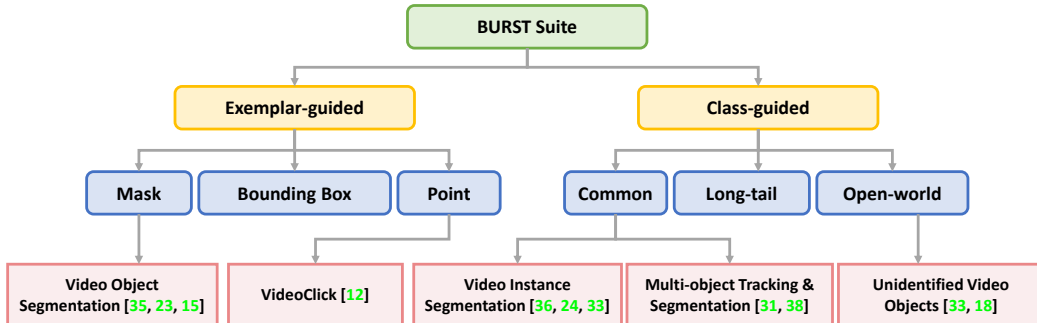 BURST Suite
Exemplar-guided
Class-guided
Mask
Bounding Box
Point
Common
Long-tail
Open-world
Video Object
Segmentation [35, 23, 15]
VideoClick [12]
Video Instance
Segmentation [36, 24, 33]
Multi-object Tracking &
Segmentation [31, 38]
Unidentified Video
Objects [33, 18]